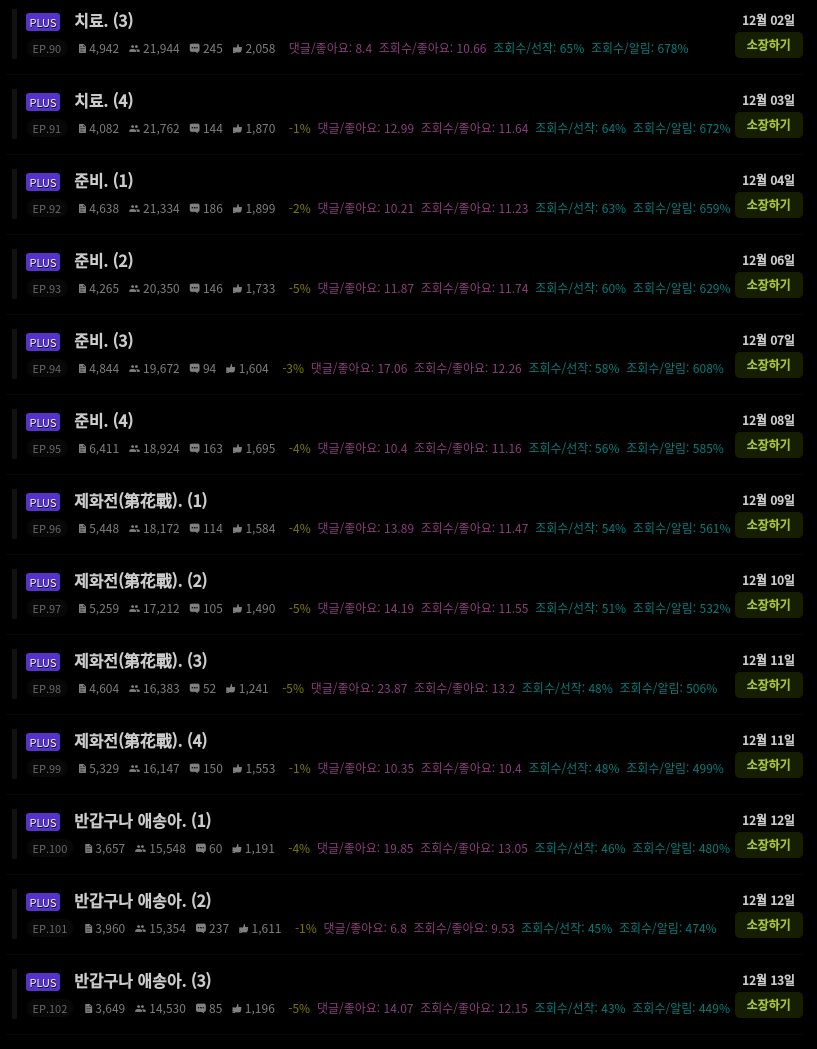 PLUS 치료. (3) 12월 02일
EP.90 4,942 21,944 245 2,058 댓글/좋아요: 8.4 조회수/좋아요: 10.66 조회수/선작: 65% 조회수/알림: 678% 소장하기
PLUS 치료. (4) 12월 03일
EP.91 4,082 21,762 144 1,870 -1% 댓글/좋아요: 12.99 조회수/좋아요: 11.64 조회수/선작: 64% 조회수/알림: 672% 소장하기
PLUS 준비. (1) 12월 04일
EP.92 4,638 21,334 186 1,899 -2% 댓글/좋아요: 10.21 조회수/좋아요: 11.23 조회수/선작: 63% 조회수/알림: 659% 소장하기
PLUS 준비. (2) 12월 06일
EP.93 4,265 20,350 146 1,733 -5% 댓글/좋아요: 11.87 조회수/좋아요: 11.74 조회수/선작: 60% 조회수/알림: 629% 소장하기
PLUS 준비. (3) 12월 07일
EP.94 4,844 19,672 94 1,604 -3% 댓글/좋아요: 17.06 조회수/좋아요: 12.26 조회수/선작: 58% 조회수/알림: 608% 소장하기
PLUS 준비. (4) 12월 08일
EP.95 6,411 18,924 163 1,695 -4% 댓글/좋아요: 10.4 조회수/좋아요: 11.16 조회수/선작: 56% 조회수/알림: 585% 소장하기
PLUS 제화전(第花戰). (1) 12월 09일
EP.96 5,448 18,172 114 1,584 -4% 댓글/좋아요: 13.89 조회수/좋아요: 11.47 조회수/선작: 54% 조회수/알림: 561% 소장하기
PLUS 제화전(第花戰). (2) 12월 10일
EP.97 5,259 17,212 105 1,490 -5% 댓글/좋아요: 14.19 조회수/좋아요: 11.55 조회수/선작: 51% 조회수/알림: 532% 소장하기
PLUS 제화전(第花戰). (3) 12월 11일
EP.98 4,604 16,383 52 1,241 -5% 댓글/좋아요: 23.87 조회수/좋아요: 13.2 조회수/선작: 48% 조회수/알림: 506% 소장하기
PLUS 제화전(第花戰). (4) 12월 11일
EP.99 5,329 16,147 150 1,553 -1% 댓글/좋아요: 10.35 조회수/좋아요: 10.4 조회수/선작: 48% 조회수/알림: 499% 소장하기
PLUS 반갑구나 애송아. (1) 12월 12일
EP.100 3,657 15,548 60 1,191 -4% 댓글/좋아요: 19.85 조회수/좋아요: 13.05 조회수/선작: 46% 조회수/알림: 480% 소장하기
PLUS 반갑구나 애송아. (2) 12월 12일
EP.101 3,960 15,354 237 1,611 -1% 댓글/좋아요: 6.8 조회수/좋아요: 9.53 조회수/선작: 45% 조회수/알림: 474% 소장하기
PLUS 반갑구나 애송아. (3) 12월 13일
EP.102 3,649 14,530 85 1,196 -5% 댓글/좋아요: 14.07 조회수/좋아요: 12.15 조회수/선작: 43% 조회수/알림: 449% 소장하기